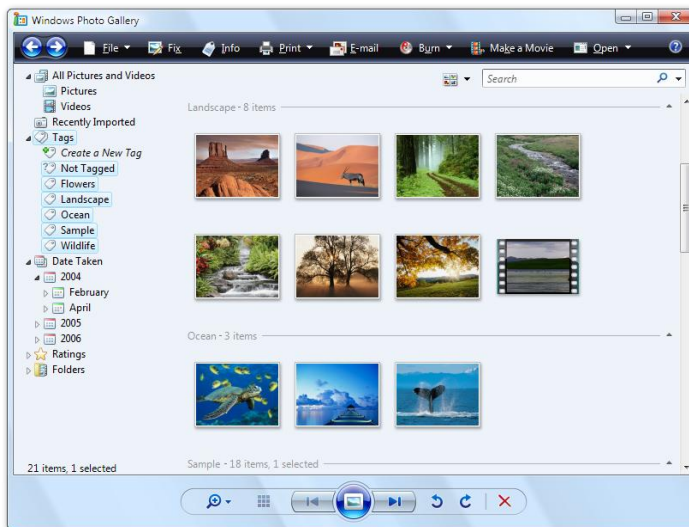 Windows Photo Gallery
File Fix Info Print E-mail Burn Make a Movie Open
All Pictures and Videos
Pictures
Videos
Recently Imported
Tags
Create a New Tag
Not Tagged
Flowers
Landscape
Ocean
Sample
Wildlife
Date Taken
2004
February
April
2005
2006
Ratings
Folders
21 items, 1 selected
Search
Landscape - 8 items
Ocean - 3 items
Sample - 18 items, 1 selected